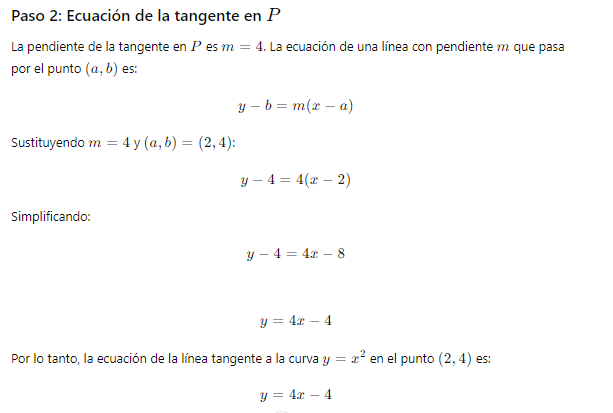 Paso 2: Ecuación de la tangente en P
La pendiente de la tangente en P es m = 4. La ecuación de una línea con pendiente m que pasa
por el punto (a, b) es:
y − b = m(x − a)
Sustituyendo m = 4 y (a, b) = (2, 4):
y − 4 = 4(x − 2)
Simplificando:
y − 4 = 4x − 8
y = 4x − 4
Por lo tanto, la ecuación de la línea tangente a la curva y = x² en el punto (2, 4) es:
y = 4x − 4